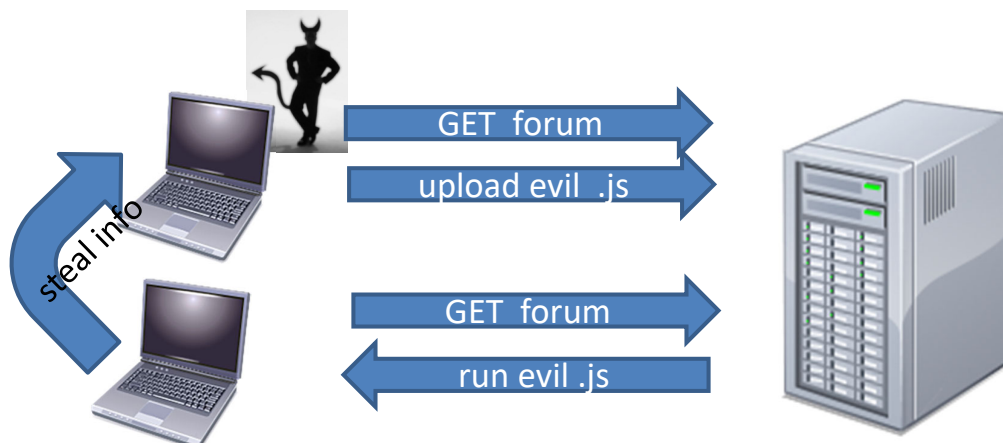 GET forum
upload evil .js
steal info
GET forum
run evil .js